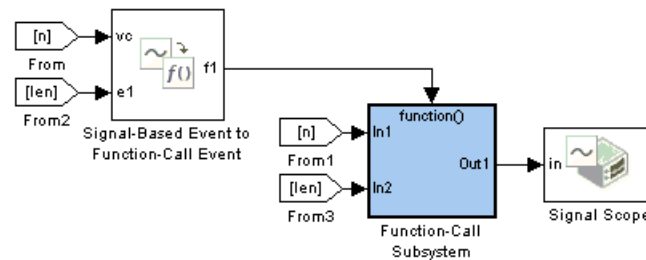 [n]
vc
From
f1
[len]
e1
From2
f()
Signal-Based Event to
Function-Call Event
function()
[n]
In1
From1
Out1
in
[len]
In2
From3
Signal Scope
Function-Call
Subsystem